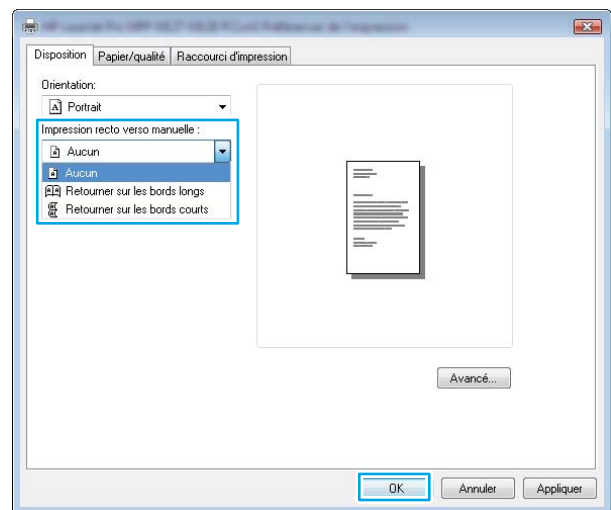 Disposition
Papier/qualité
Raccourci d'impression
Orientation:
Portrait
Impression recto verso manuelle :
Aucun
Aucun
Retourner sur les bords longs
Retourner sur les bords courts
Avancé...
OK
Annuler
Appliquer